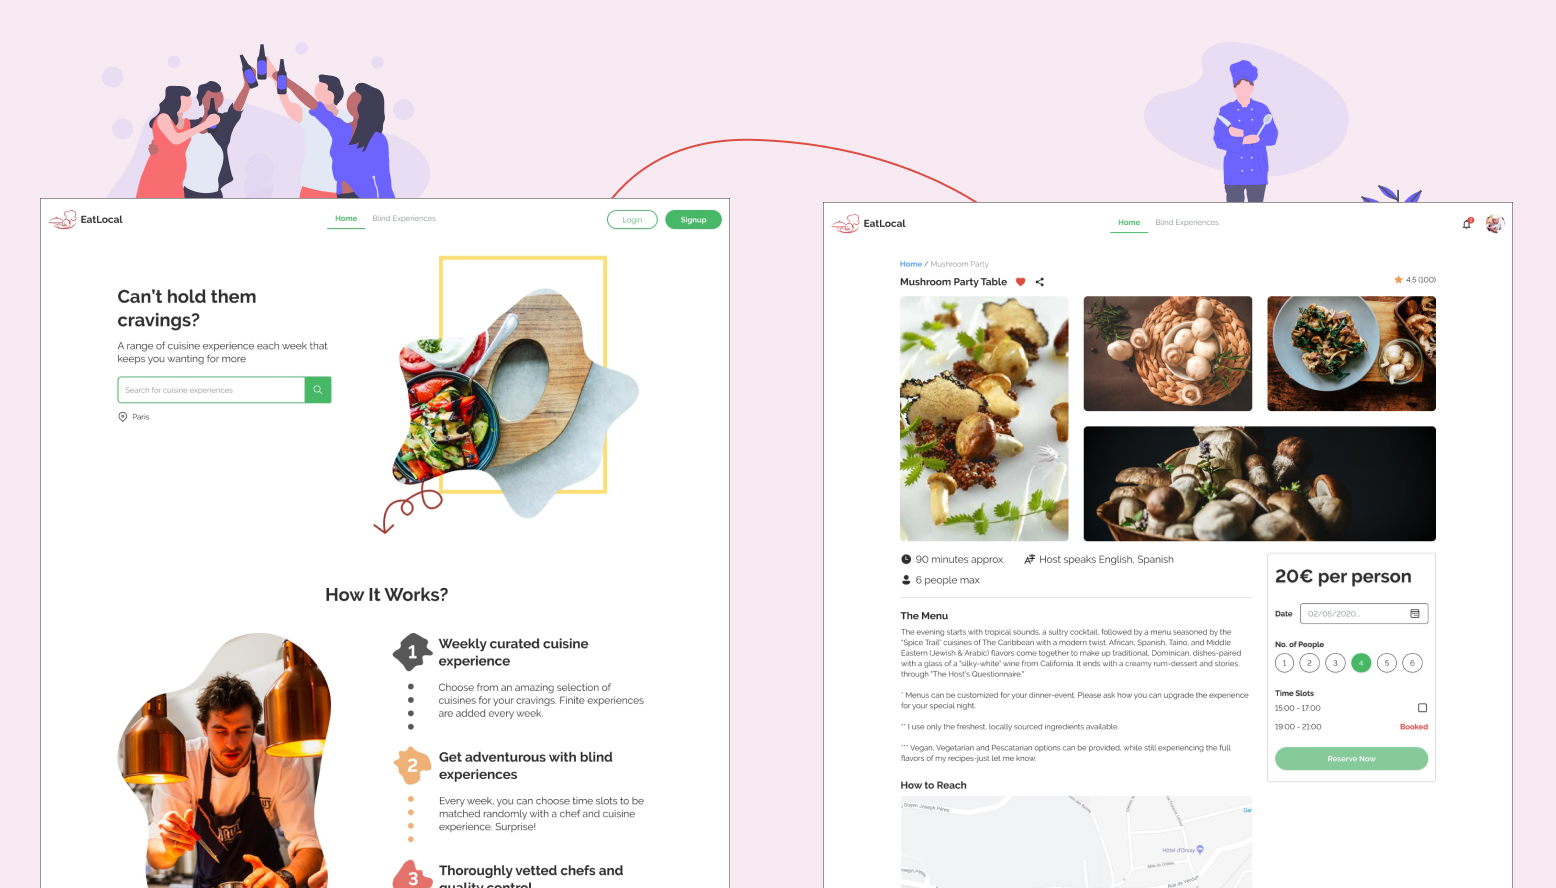 EatLocal
Home
Blind Experiences
Login
Signup
Can't hold them
cravings?
A range of cuisine experience each week that
keeps you wanting for more
Search for cuisine experiences
Paris
How It Works?
1
Weekly curated cuisine
experience
Choose from an amazing selection of
cuisines for your cravings. Finite experiences
are added every week.
2
Get adventurous with blind
experiences
Every week, you can choose time slots to be
matched randomly with a chef and cuisine
experience. Surprise!
3
Thoroughly vetted chefs and
quality control
EatLocal
Home
Blind Experiences
Home / Mushroom Party
Mushroom Party Table
4.5 (100)
90 minutes approx.
Host speaks English, Spanish
6 people max
The Menu
The evening starts with tropical sounds, a sultry cocktail, followed by a menu seasoned by the
"Spice Trail" cuisines of The Caribbean with a modern twist. African, Spanish, Taino, and Middle
Eastern (Jewish & Arabic) flavors come together to make up traditional, Dominican, dishes-paired
with a glass of a "silky-white" wine from California. It ends with a creamy rum-dessert and stories,
through "The Host's Questionnaire."
* Menus can be customized for your dinner-event. Please ask how you can upgrade the experience
for your special night.
** I use only the freshest, locally sourced ingredients available.
*** Vegan, Vegetarian and Pescatarian options can be provided, while still experiencing the full
flavors of my recipes-just let me know.
How to Reach
Doyen Joseph Pères
Gar
Hôtel d'Orsay
Rue de Verdun
20€ per person
Date
02/05/2020..
No. of People
1 2 3 4 5 6
Time Slots
15:00 - 17:00
19:00 - 21:00
Booked
Reserve Now